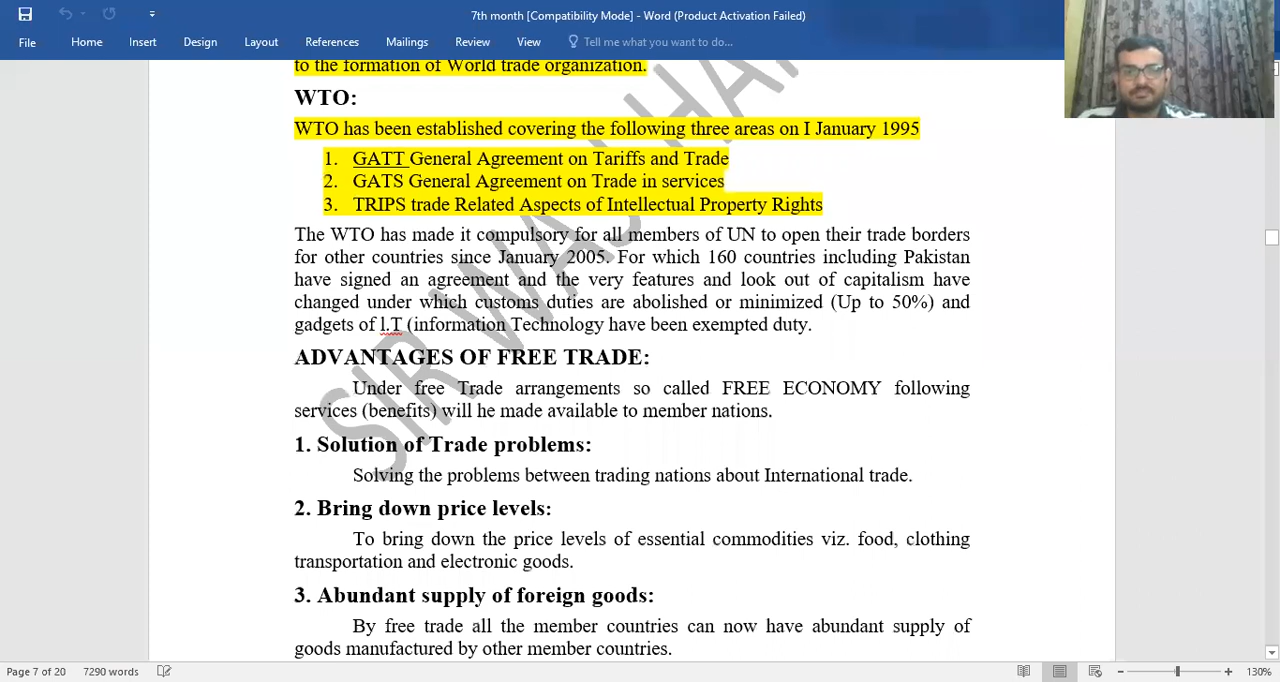 7th month [Compatibility Mode] - Word (Product Activation Failed)
File Home Insert Design Layout References Mailings Review View Tell me what you want to do...
to the formation of World trade organization.
WTO:
WTO has been established covering the following three areas on I January 1995
1. GATT General Agreement on Tariffs and Trade
2. GATS General Agreement on Trade in services
3. TRIPS trade Related Aspects of Intellectual Property Rights
The WTO has made it compulsory for all members of UN to open their trade borders
for other countries since January 2005. For which 160 countries including Pakistan
have signed an agreement and the very features and look out of capitalism have
changed under which customs duties are abolished or minimized (Up to 50%) and
gadgets of l.T (information Technology have been exempted duty.
ADVANTAGES OF FREE TRADE:
Under free Trade arrangements so called FREE ECONOMY following
services (benefits) will he made available to member nations.
1. Solution of Trade problems:
Solving the problems between trading nations about International trade.
2. Bring down price levels:
To bring down the price levels of essential commodities viz. food, clothing
transportation and electronic goods.
3. Abundant supply of foreign goods:
By free trade all the member countries can now have abundant supply of
goods manufactured by other member countries.
Page 7 of 20 7290 words 130%